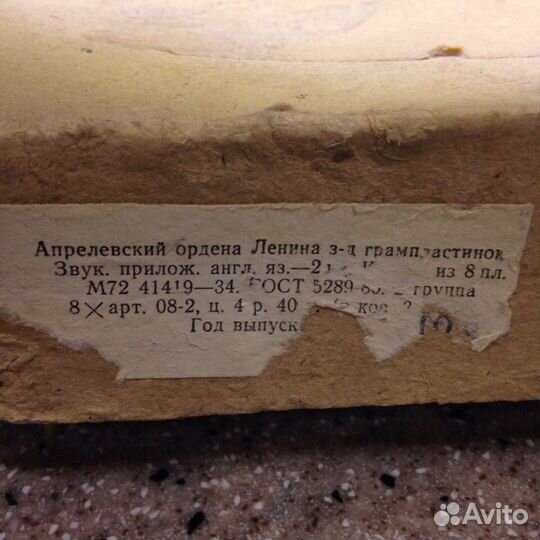 Апрелевский ордена Ленина з-д грампластинок
Звук. прилож. англ. яз.—2 из 8 пл.
М72 41419—34. ГОСТ 5289-80. группа
8 × арт. 08-2, ц. 4 р. 40
Год выпуск
Avito